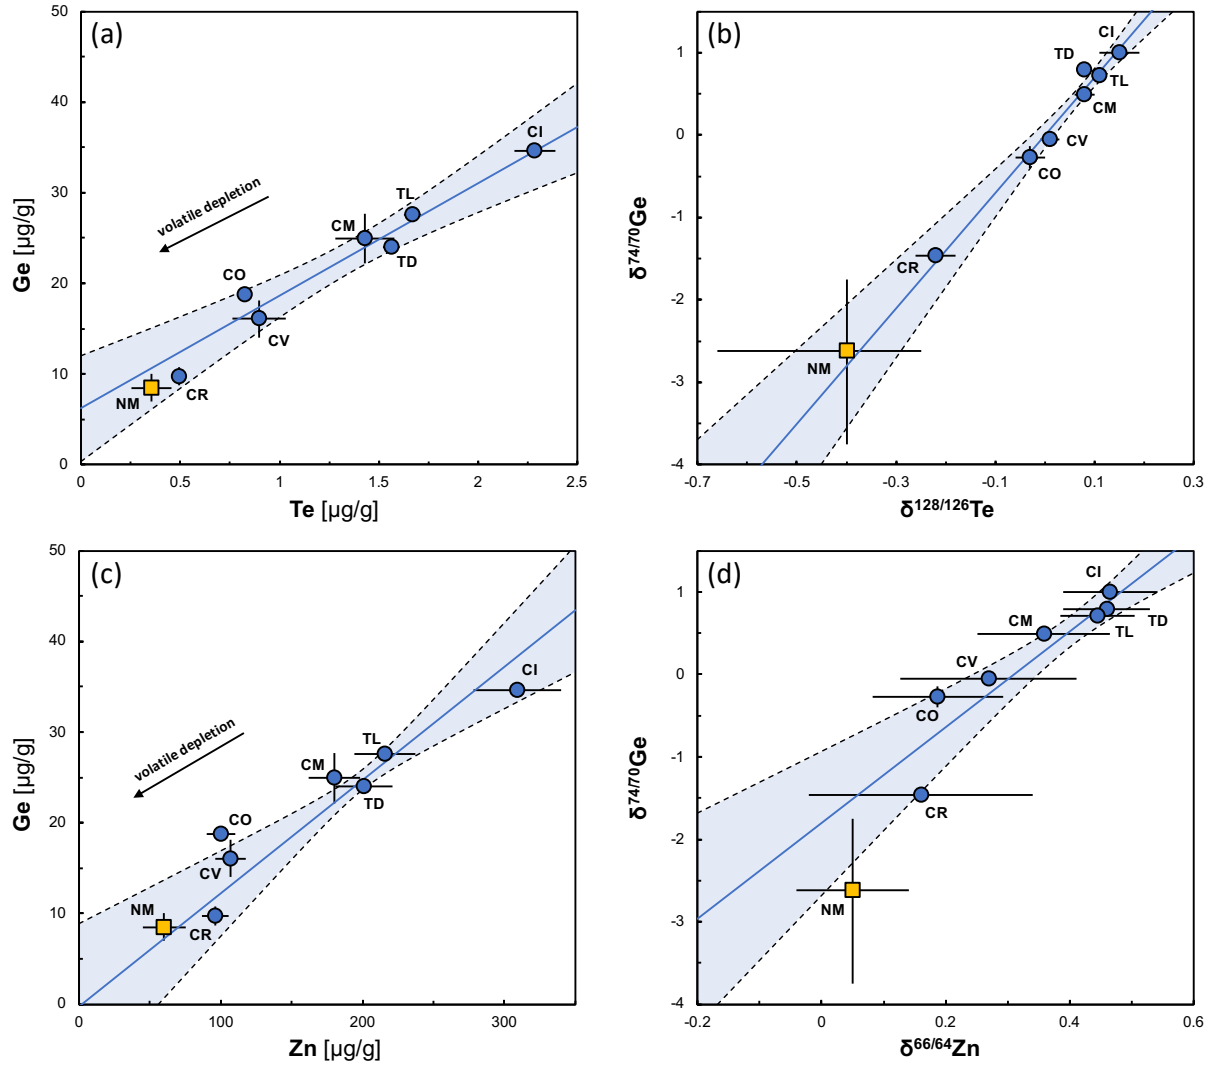 (a)
50
40
30
20
10
0
Ge [µg/g]
volatile depletion
CI
TL
CM
TD
CO
CV
NM
CR
0
0.5
1
1.5
2
2.5
Te [µg/g]
(b)
1
0
-1
-2
-3
-4
δ74/70Ge
CI
TD
TL
CM
CV
CO
CR
NM
-0.7
-0.5
-0.3
-0.1
0.1
0.3
δ128/126Te
(c)
50
40
30
20
10
0
Ge [µg/g]
volatile depletion
CI
TL
CM
TD
CO
CV
NM
CR
0
100
200
300
Zn [µg/g]
(d)
1
0
-1
-2
-3
-4
δ74/70Ge
CI
CM
TL
TD
CV
CO
CR
NM
-0.2
0
0.2
0.4
0.6
δ66/64Zn